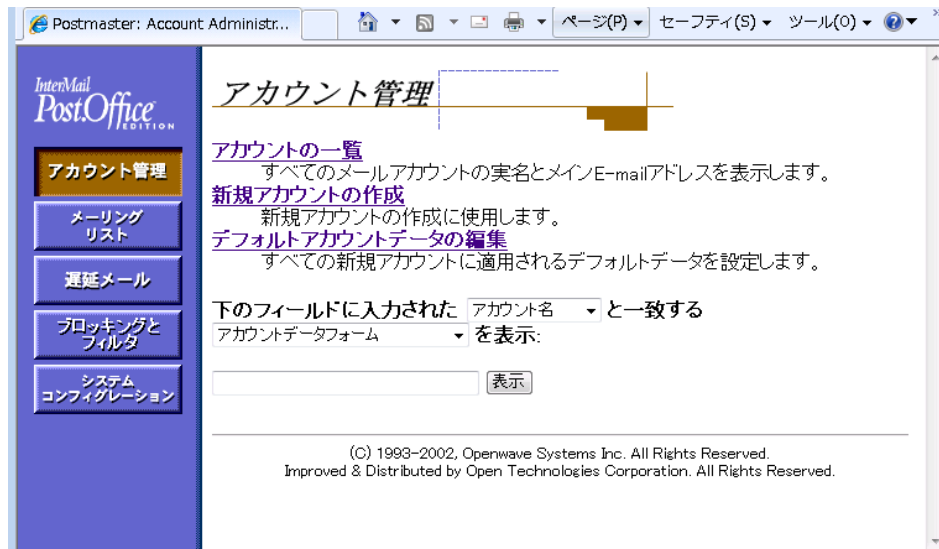 Postmaster: Account Administr...
ページ(P)
セーフティ(S)
ツール(O)
InterMail
Post.Office
EDITION
アカウント管理
メーリング
リスト
遅延メール
ブロッキングと
フィルタ
システム
コンフィグレーション
アカウント管理
アカウントの一覧
すべてのメールアカウントの実名とメインE-mailアドレスを表示します。
新規アカウントの作成
新規アカウントの作成に使用します。
デフォルトアカウントデータの編集
すべての新規アカウントに適用されるデフォルトデータを設定します。
下のフィールドに入力された アカウント名 と一致する
アカウントデータフォーム を表示:
表示
(C) 1993-2002, Openwave Systems Inc. All Rights Reserved.
Improved & Distributed by Open Technologies Corporation. All Rights Reserved.